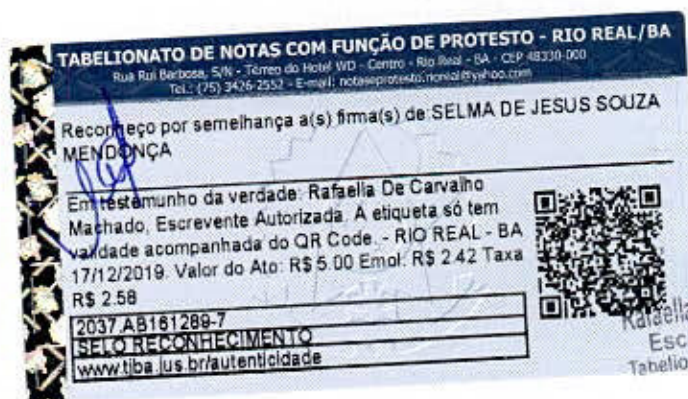 TABELIONATO DE NOTAS COM FUNÇÃO DE PROTESTO - RIO REAL/BA
Rua Rui Barbosa, S/N - Térreo do Hotel WD - Centro - Rio Real - BA - CEP 48330-000
Tel.: (75) 3426-2552 - E-mail: notaseprotesto.rioreal@yahoo.com
Reconheço por semelhança a(s) firma(s) de:SELMA DE JESUS SOUZA
MENDONÇA
Em testemunho da verdade: Rafaella De Carvalho
Machado, Escrevente Autorizada. A etiqueta só tem
validade acompanhada do QR Code. - RIO REAL - BA
17/12/2019. Valor do Ato: R$ 5.00 Emol: R$ 2.42 Taxa
R$ 2.58
2037.AB161289-7
SELO RECONHECIMENTO
www.tjba.jus.br/autenticidade
Rafaella
Esc
Tabelio